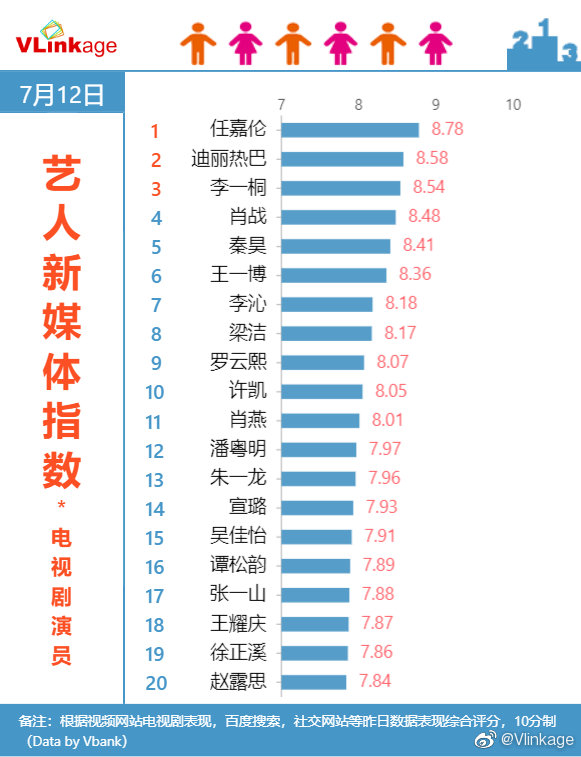 VLinkage
2 1 3
7月12日
7 8 9 10
艺人新媒体指数
*
电视剧演员
1 任嘉伦 8.78
2 迪丽热巴 8.58
3 李一桐 8.54
4 肖战 8.48
5 秦昊 8.41
6 王一博 8.36
7 李沁 8.18
8 梁洁 8.17
9 罗云熙 8.07
10 许凯 8.05
11 肖燕 8.01
12 潘粤明 7.97
13 朱一龙 7.96
14 宣璐 7.93
15 吴佳怡 7.91
16 谭松韵 7.89
17 张一山 7.88
18 王耀庆 7.87
19 徐正溪 7.86
20 赵露思 7.84
备注：根据视频网站电视剧表现，百度搜索，社交网站等昨日数据表现综合评分，10分制
（Data by Vbank）
@Vlinkage